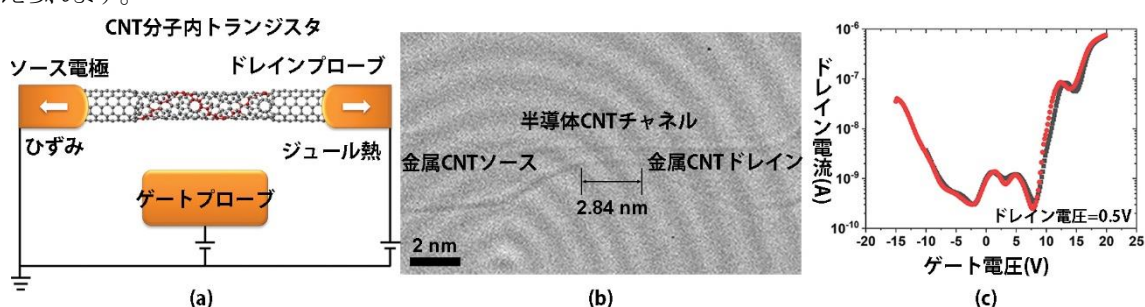 CNT分子内トランジスタ
ソース電極
ドレインプローブ
ひずみ
ジュール熱
ゲートプローブ
(a)
半導体CNTチャネル
金属CNTソース
金属CNTドレイン
2.84 nm
2 nm
(b)
ドレイン電流(A)
10-6
10-7
10-8
10-9
10-10
ドレイン電圧=0.5V
-20 -15 -10 -5 0 5 10 15 20 25
ゲート電圧(V)
(c)